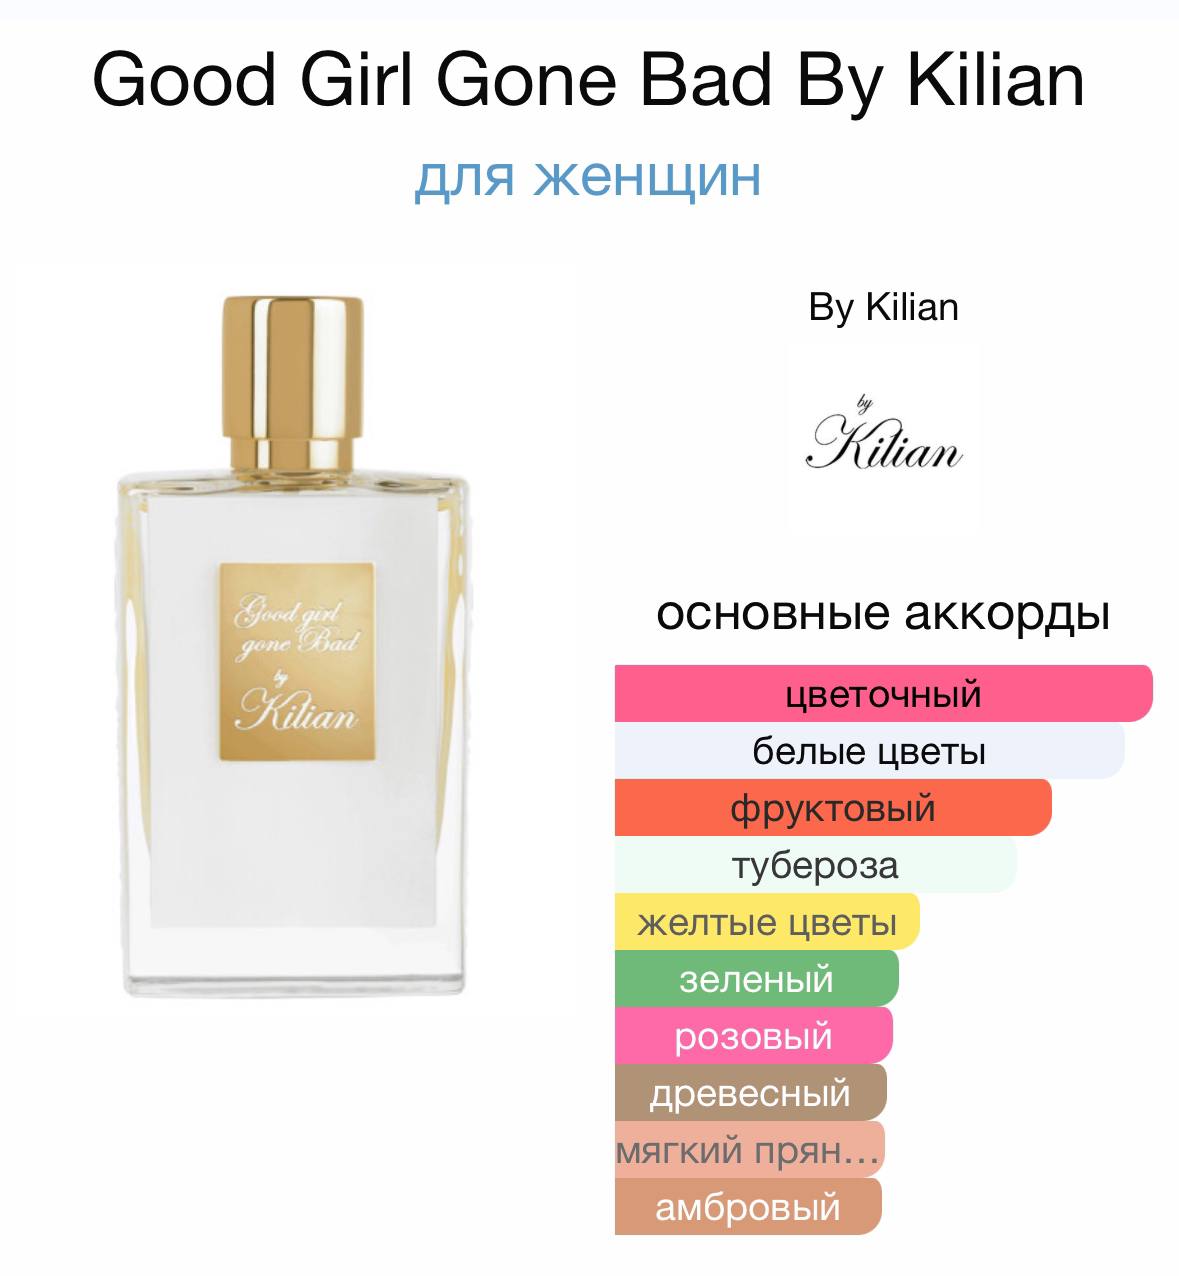 Good Girl Gone Bad By Kilian
для женщин
Good girl
gone Bad
by
Kilian
By Kilian
by
Kilian
основные аккорды
цветочный
белые цветы
фруктовый
тубероза
желтые цветы
зеленый
розовый
древесный
мягкий прян...
амбровый